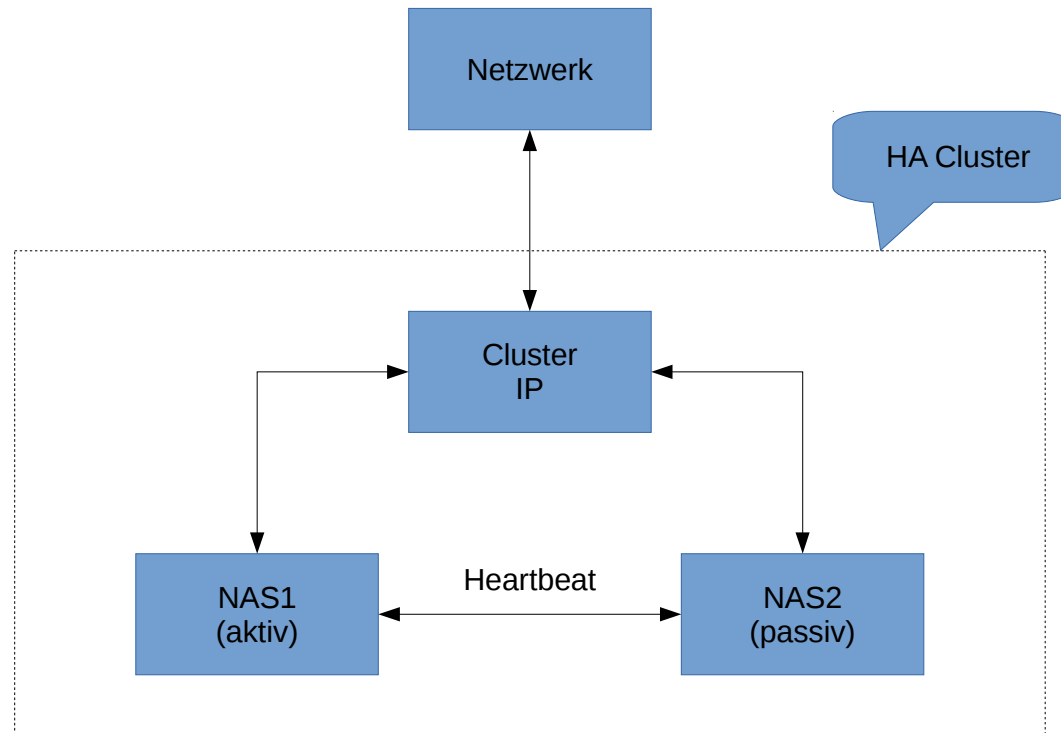 Netzwerk
HA Cluster
Cluster
IP
Heartbeat
NAS1
(aktiv)
NAS2
(passiv)